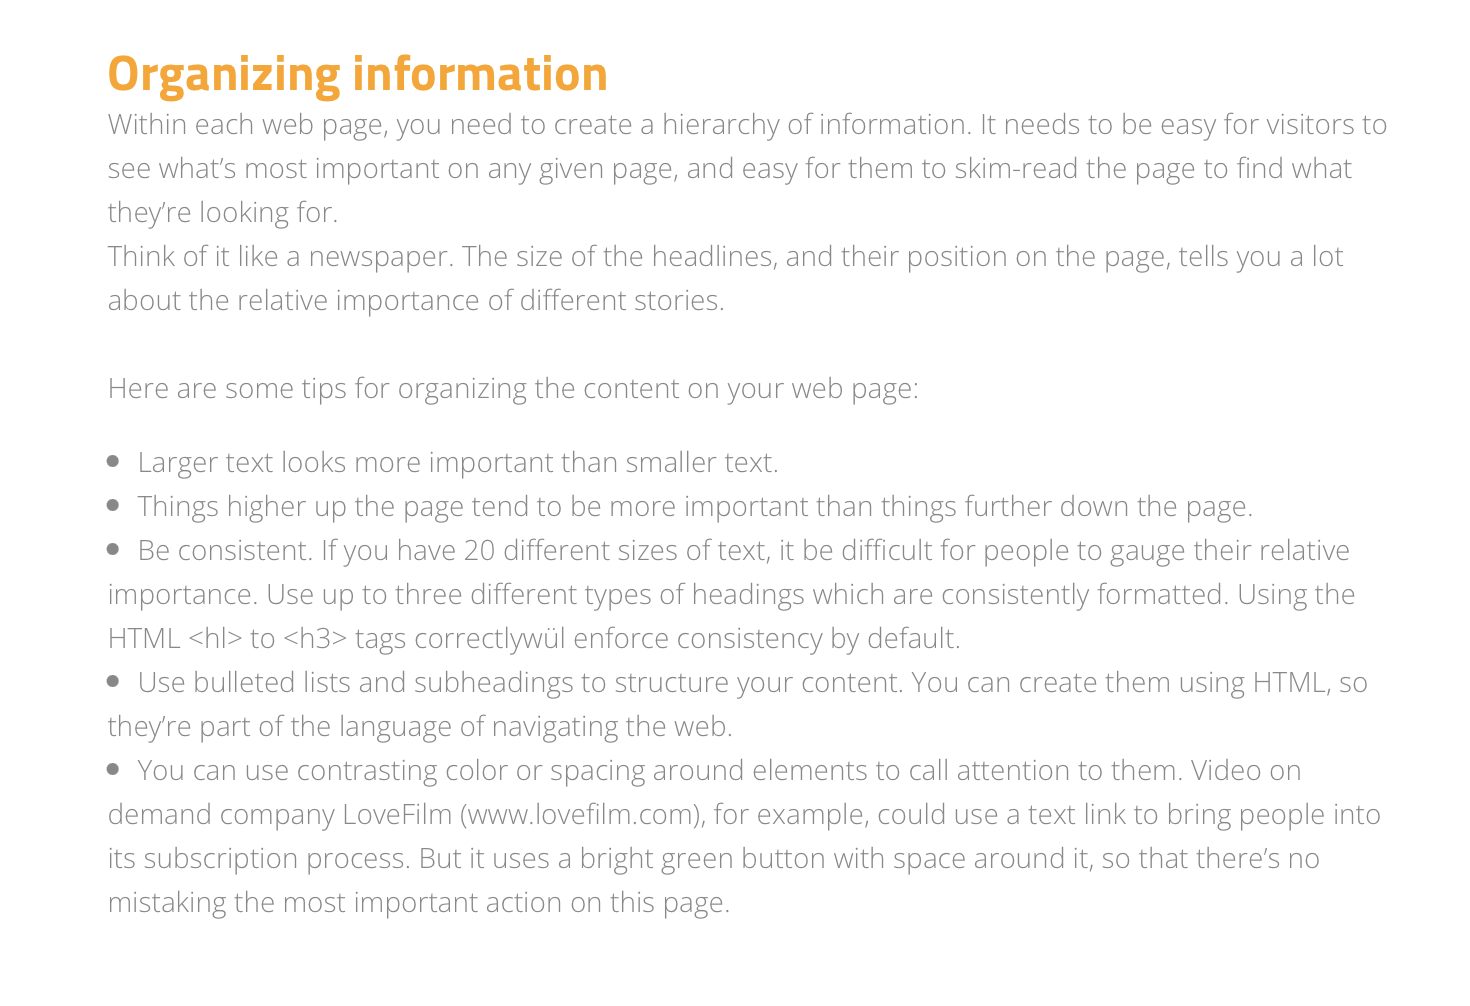 Organizing information
Within each web page, you need to create a hierarchy of information. It needs to be easy for visitors to
see what’s most important on any given page, and easy for them to skim-read the page to find what
they’re looking for.
Think of it like a newspaper. The size of the headlines, and their position on the page, tells you a lot
about the relative importance of different stories.
Here are some tips for organizing the content on your web page:
• Larger text looks more important than smaller text.
• Things higher up the page tend to be more important than things further down the page.
• Be consistent. If you have 20 different sizes of text, it be difficult for people to gauge their relative
importance. Use up to three different types of headings which are consistently formatted. Using the
HTML <hl> to <h3> tags correctlywül enforce consistency by default.
• Use bulleted lists and subheadings to structure your content. You can create them using HTML, so
they’re part of the language of navigating the web.
• You can use contrasting color or spacing around elements to call attention to them. Video on
demand company LoveFilm (www.lovefilm.com), for example, could use a text link to bring people into
its subscription process. But it uses a bright green button with space around it, so that there’s no
mistaking the most important action on this page.